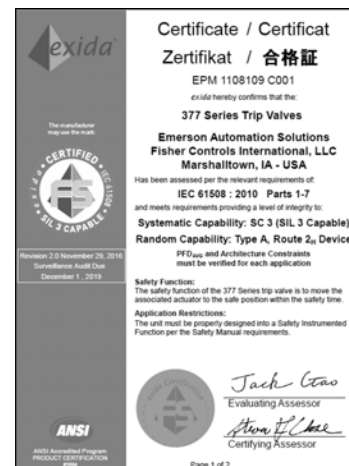 exida
The manufacturer
may use the mark:
exida CERTIFIED IEC 61508
FS
SIL 3 CAPABLE
Revision 2.0 November 29, 2016
Surveillance Audit Due
December 1, 2019
ANSI
ANSI Accredited Program
PRODUCT CERTIFICATION
Certificate / Certificat
Zertifikat / 合格証
EPM 1108109 C001
exida hereby confirms that the:
377 Series Trip Valves
Emerson Automation Solutions
Fisher Controls International, LLC
Marshalltown, IA - USA
Has been assessed per the relevant requirements of:
IEC 61508 : 2010 Parts 1-7
and meets requirements providing a level of integrity to:
Systematic Capability: SC 3 (SIL 3 Capable)
Random Capability: Type A, Route 2H Device
PFDAVG and Architecture Constraints
must be verified for each application
Safety Function:
The safety function of the 377 Series trip valve is to move the
associated actuator to the safe position within the safety time.
Application Restrictions:
The unit must be properly designed into a Safety Instrumented
Function per the Safety Manual requirements.
Evaluating Assessor
Certifying Assessor
Page 1 of 2